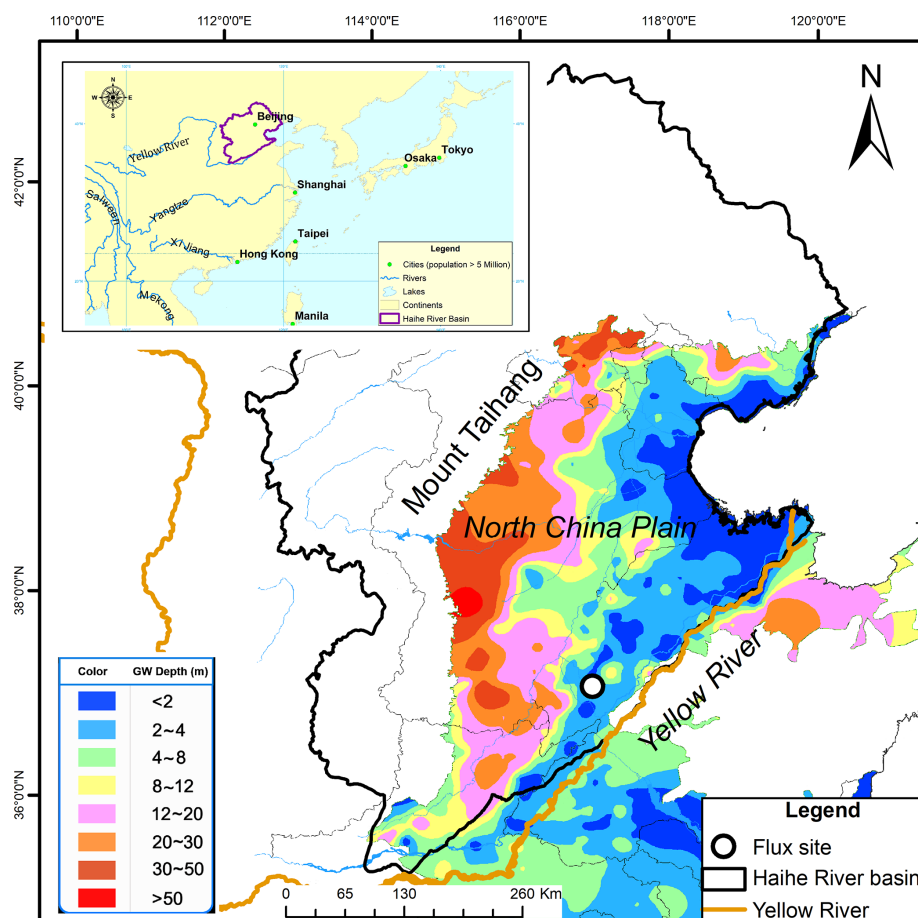 110°0'0"E 112°0'0"E 114°0'0"E 116°0'0"E 118°0'0"E 120°0'0"E
N
N
W E
S
Beijing
Yellow River
Tokyo
Osaka
Salween
Shanghai
Yangtze
Taipei
Xi Jiang
Hong Kong
Mekong
Manila
Legend
Cities (population > 5 Million)
Rivers
Lakes
Continents
Haihe River Basin
42°0'0"N
40°0'0"N
38°0'0"N
36°0'0"N
Mount Taihang
North China Plain
Yellow River
Color GW Depth (m)
<2
2~4
4~8
8~12
12~20
20~30
30~50
>50
0 65 130 260 Km
Legend
Flux site
Haihe River basin
Yellow River